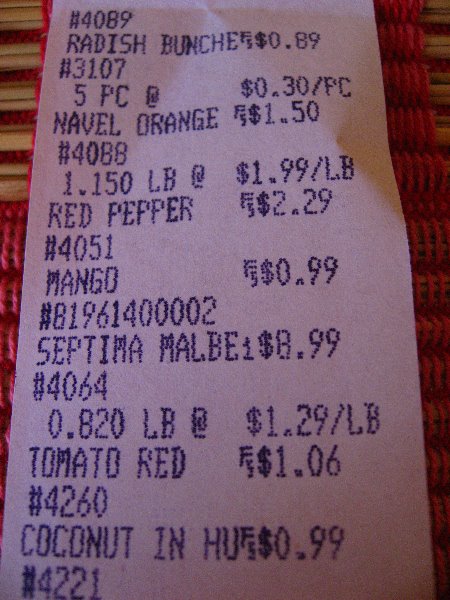 #4089
RADISH BUNCHE $0.89
#3107
5 PC @ $0.30/PC
NAVEL ORANGE $1.50
#4088
1.150 LB @ $1.99/LB
RED PEPPER $2.29
#4051
MANGO $0.99
#81961400002
SEPTIMA MALBEi$8.99
#4064
0.820 LB @ $1.29/LB
TOMATO RED $1.06
#4260
COCONUT IN HU $0.99
#4221